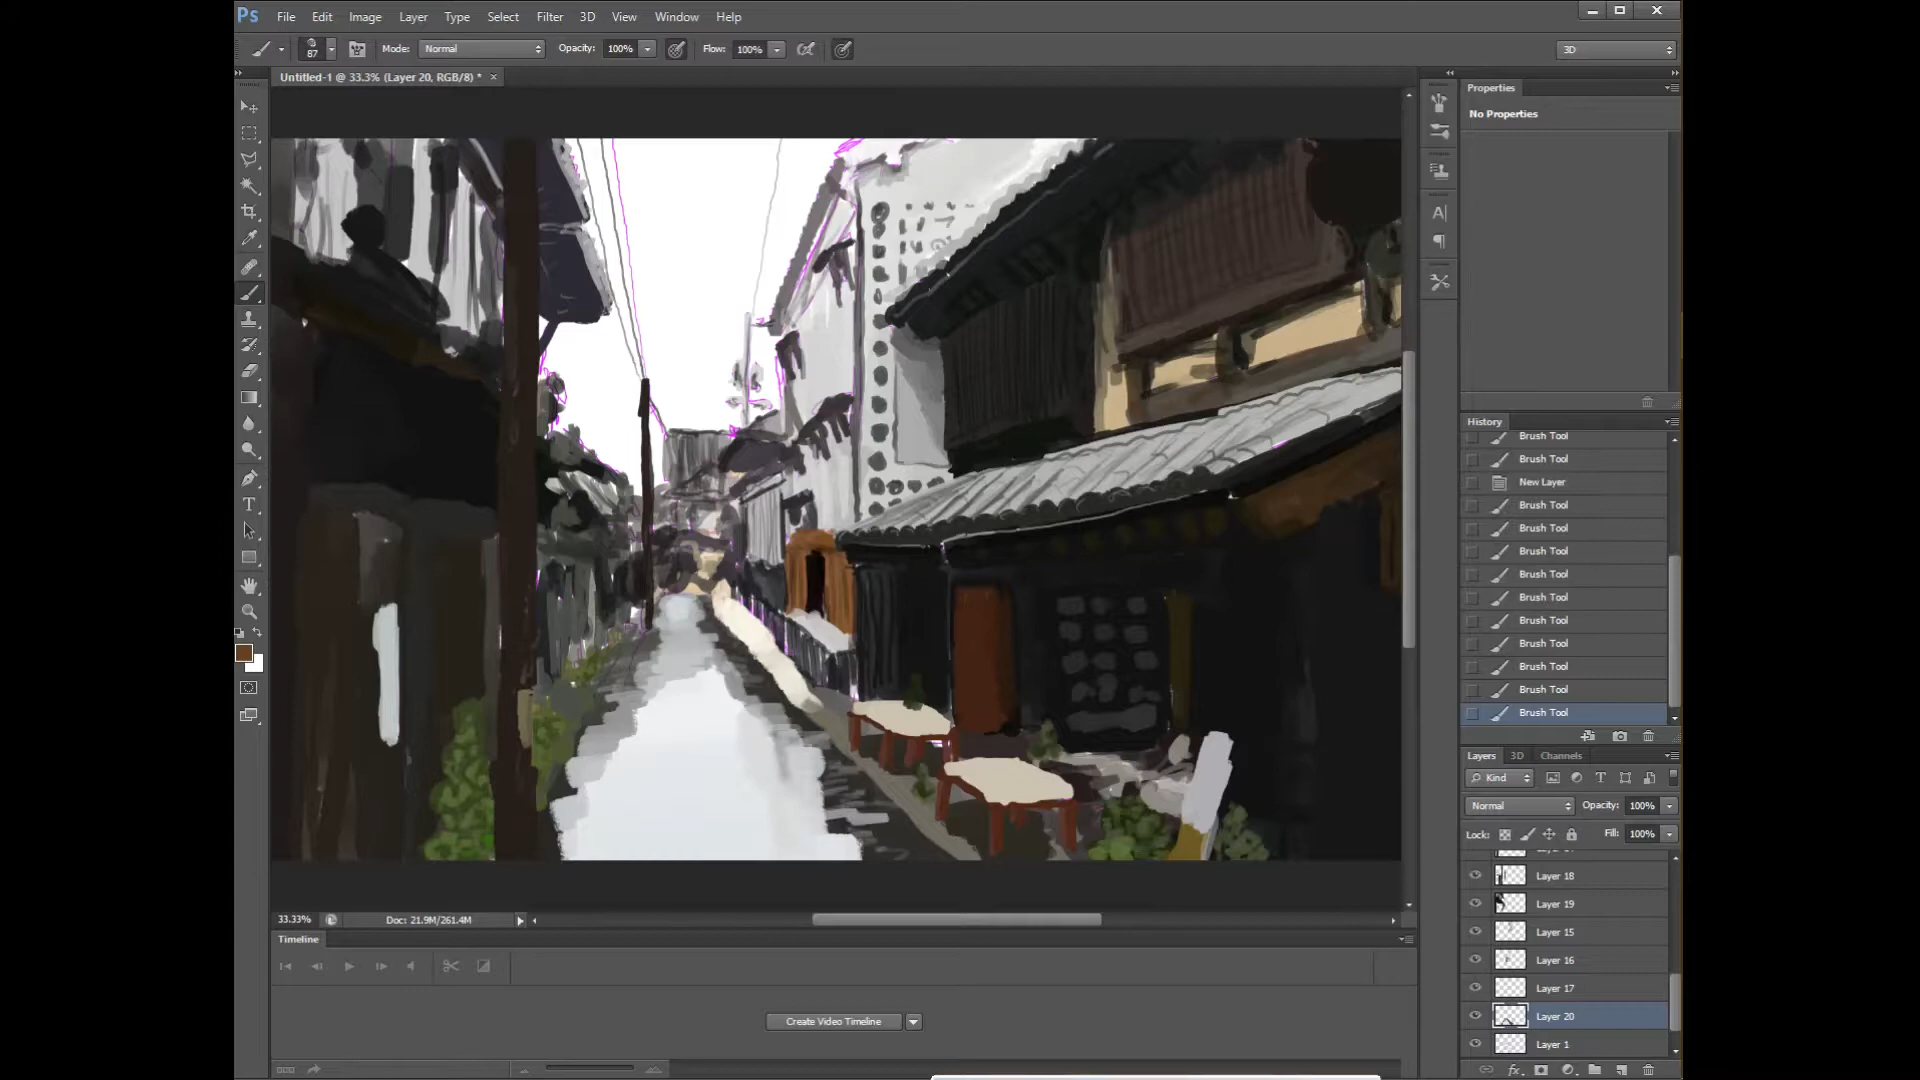 Ps File Edit Image Layer Type Select Filter 3D View Window Help
87 Mode: Normal Opacity: 100% Flow: 100% 3D
Untitled-1 @ 33.3% (Layer 20, RGB/8) *
Properties
No Properties
History
Brush Tool
Brush Tool
New Layer
Brush Tool
Brush Tool
Brush Tool
Brush Tool
Brush Tool
Brush Tool
Brush Tool
Brush Tool
Brush Tool
Brush Tool
Layers 3D Channels
Kind
Normal Opacity: 100%
Lock: Fill: 100%
Layer 18
Layer 19
Layer 15
Layer 16
Layer 17
Layer 20
Layer 1
33.33% Doc: 21.9M/261.4M
Timeline
Create Video Timeline